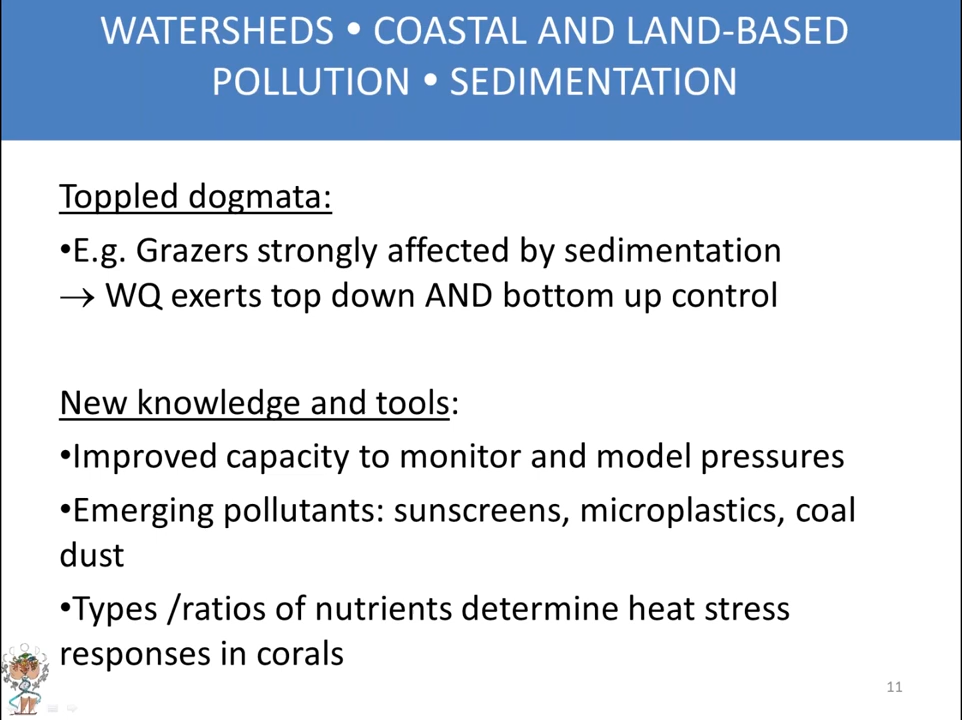 WATERSHEDS • COASTAL AND LAND-BASED
POLLUTION • SEDIMENTATION
Toppled dogmata:
•E.g. Grazers strongly affected by sedimentation
→ WQ exerts top down AND bottom up control
New knowledge and tools:
•Improved capacity to monitor and model pressures
•Emerging pollutants: sunscreens, microplastics, coal
dust
•Types /ratios of nutrients determine heat stress
responses in corals
11